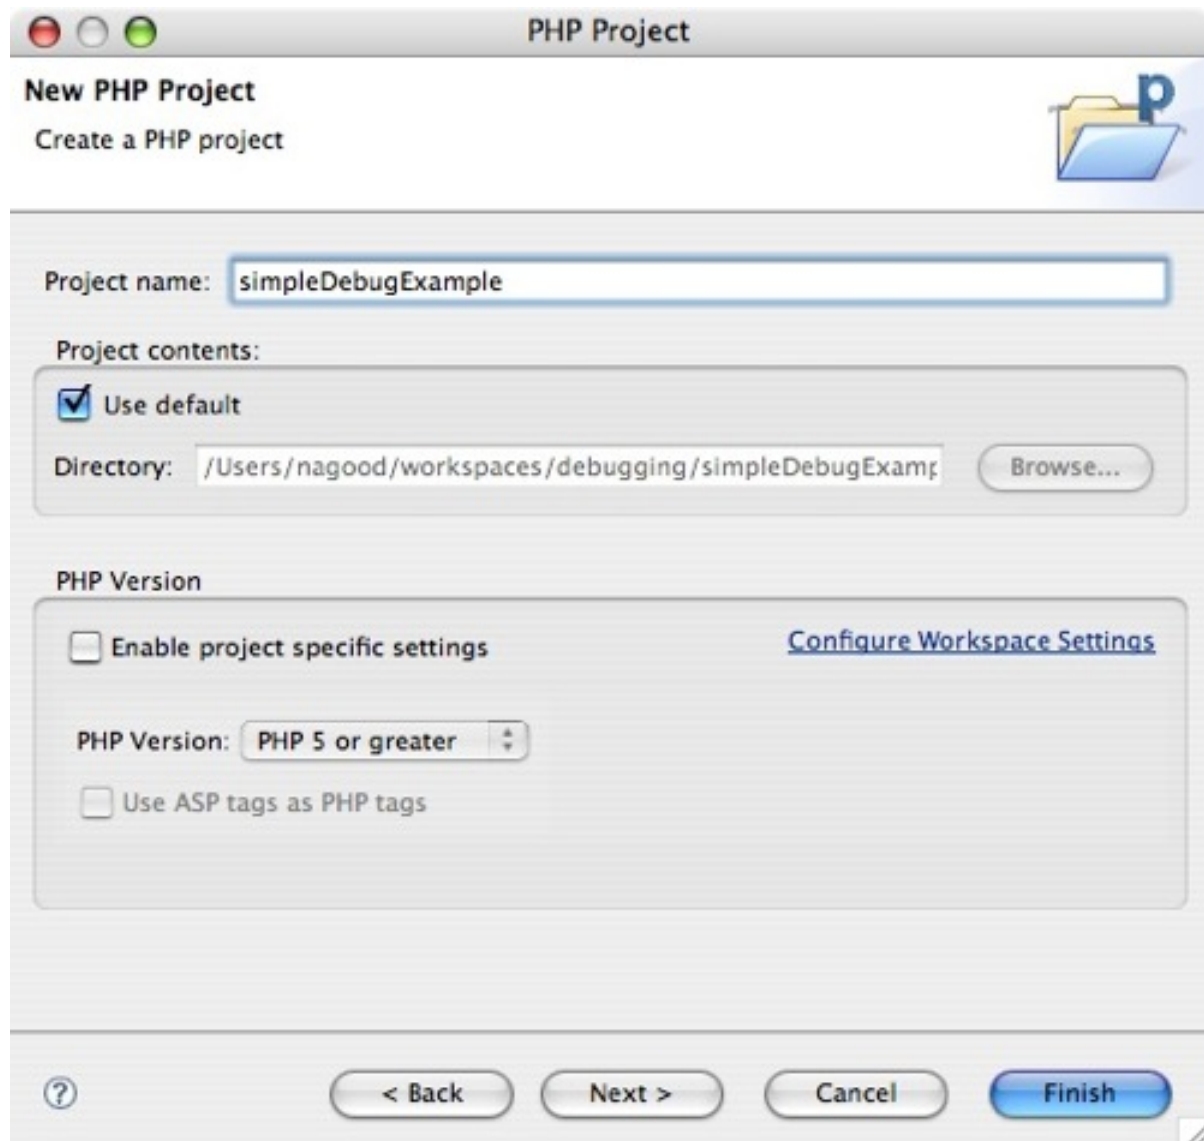 PHP Project
New PHP Project
Create a PHP project
p
Project name: simpleDebugExample
Project contents:
Use default
Directory: /Users/nagood/workspaces/debugging/simpleDebugExamp Browse...
PHP Version
Enable project specific settings Configure Workspace Settings
PHP Version: PHP 5 or greater
Use ASP tags as PHP tags
? < Back Next > Cancel Finish